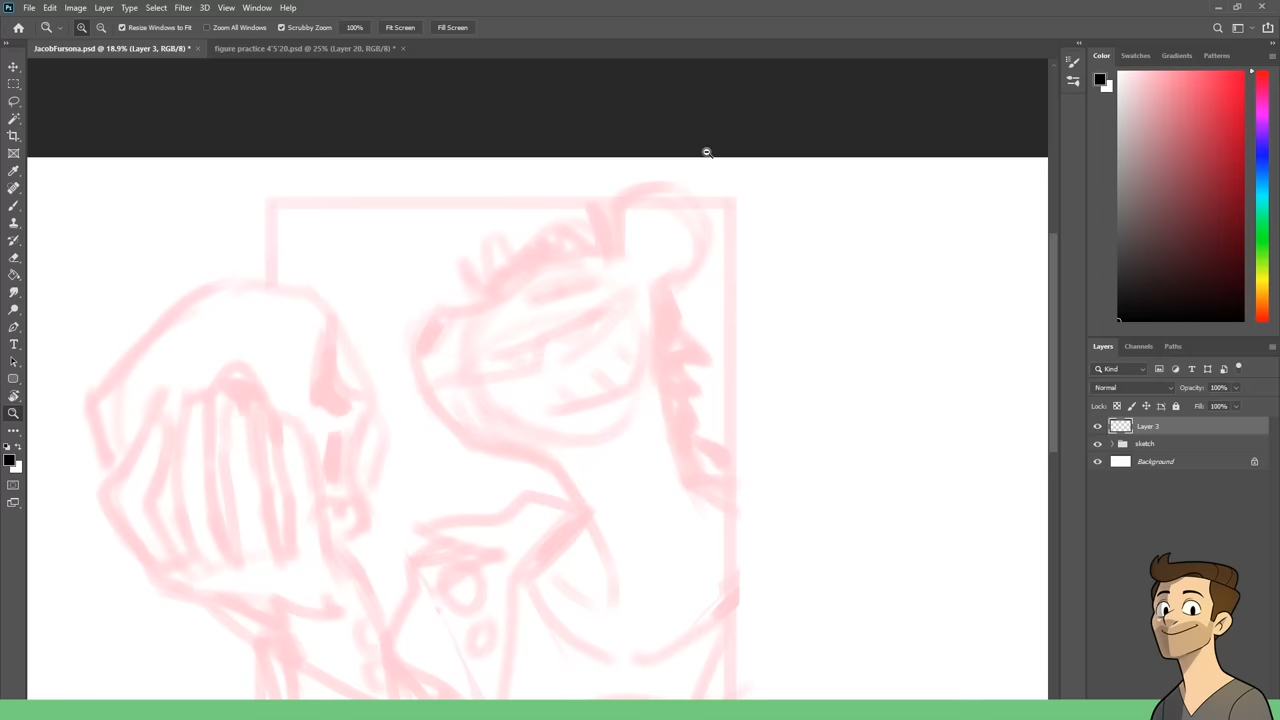 Ps File Edit Image Layer Type Select Filter 3D View Window Help
Resize Windows to Fit Zoom All Windows Scrubby Zoom 100% Fit Screen Fill Screen
JacobFursona.psd @ 18.9% (Layer 3, RGB/8) * × figure practice 4'5'20.psd @ 25% (Layer 20, RGB/8) * ×
Color Swatches Gradients Patterns
Layers Channels Paths
Kind
Normal Opacity: 100%
Lock: Fill: 100%
Layer 3
sketch
Background